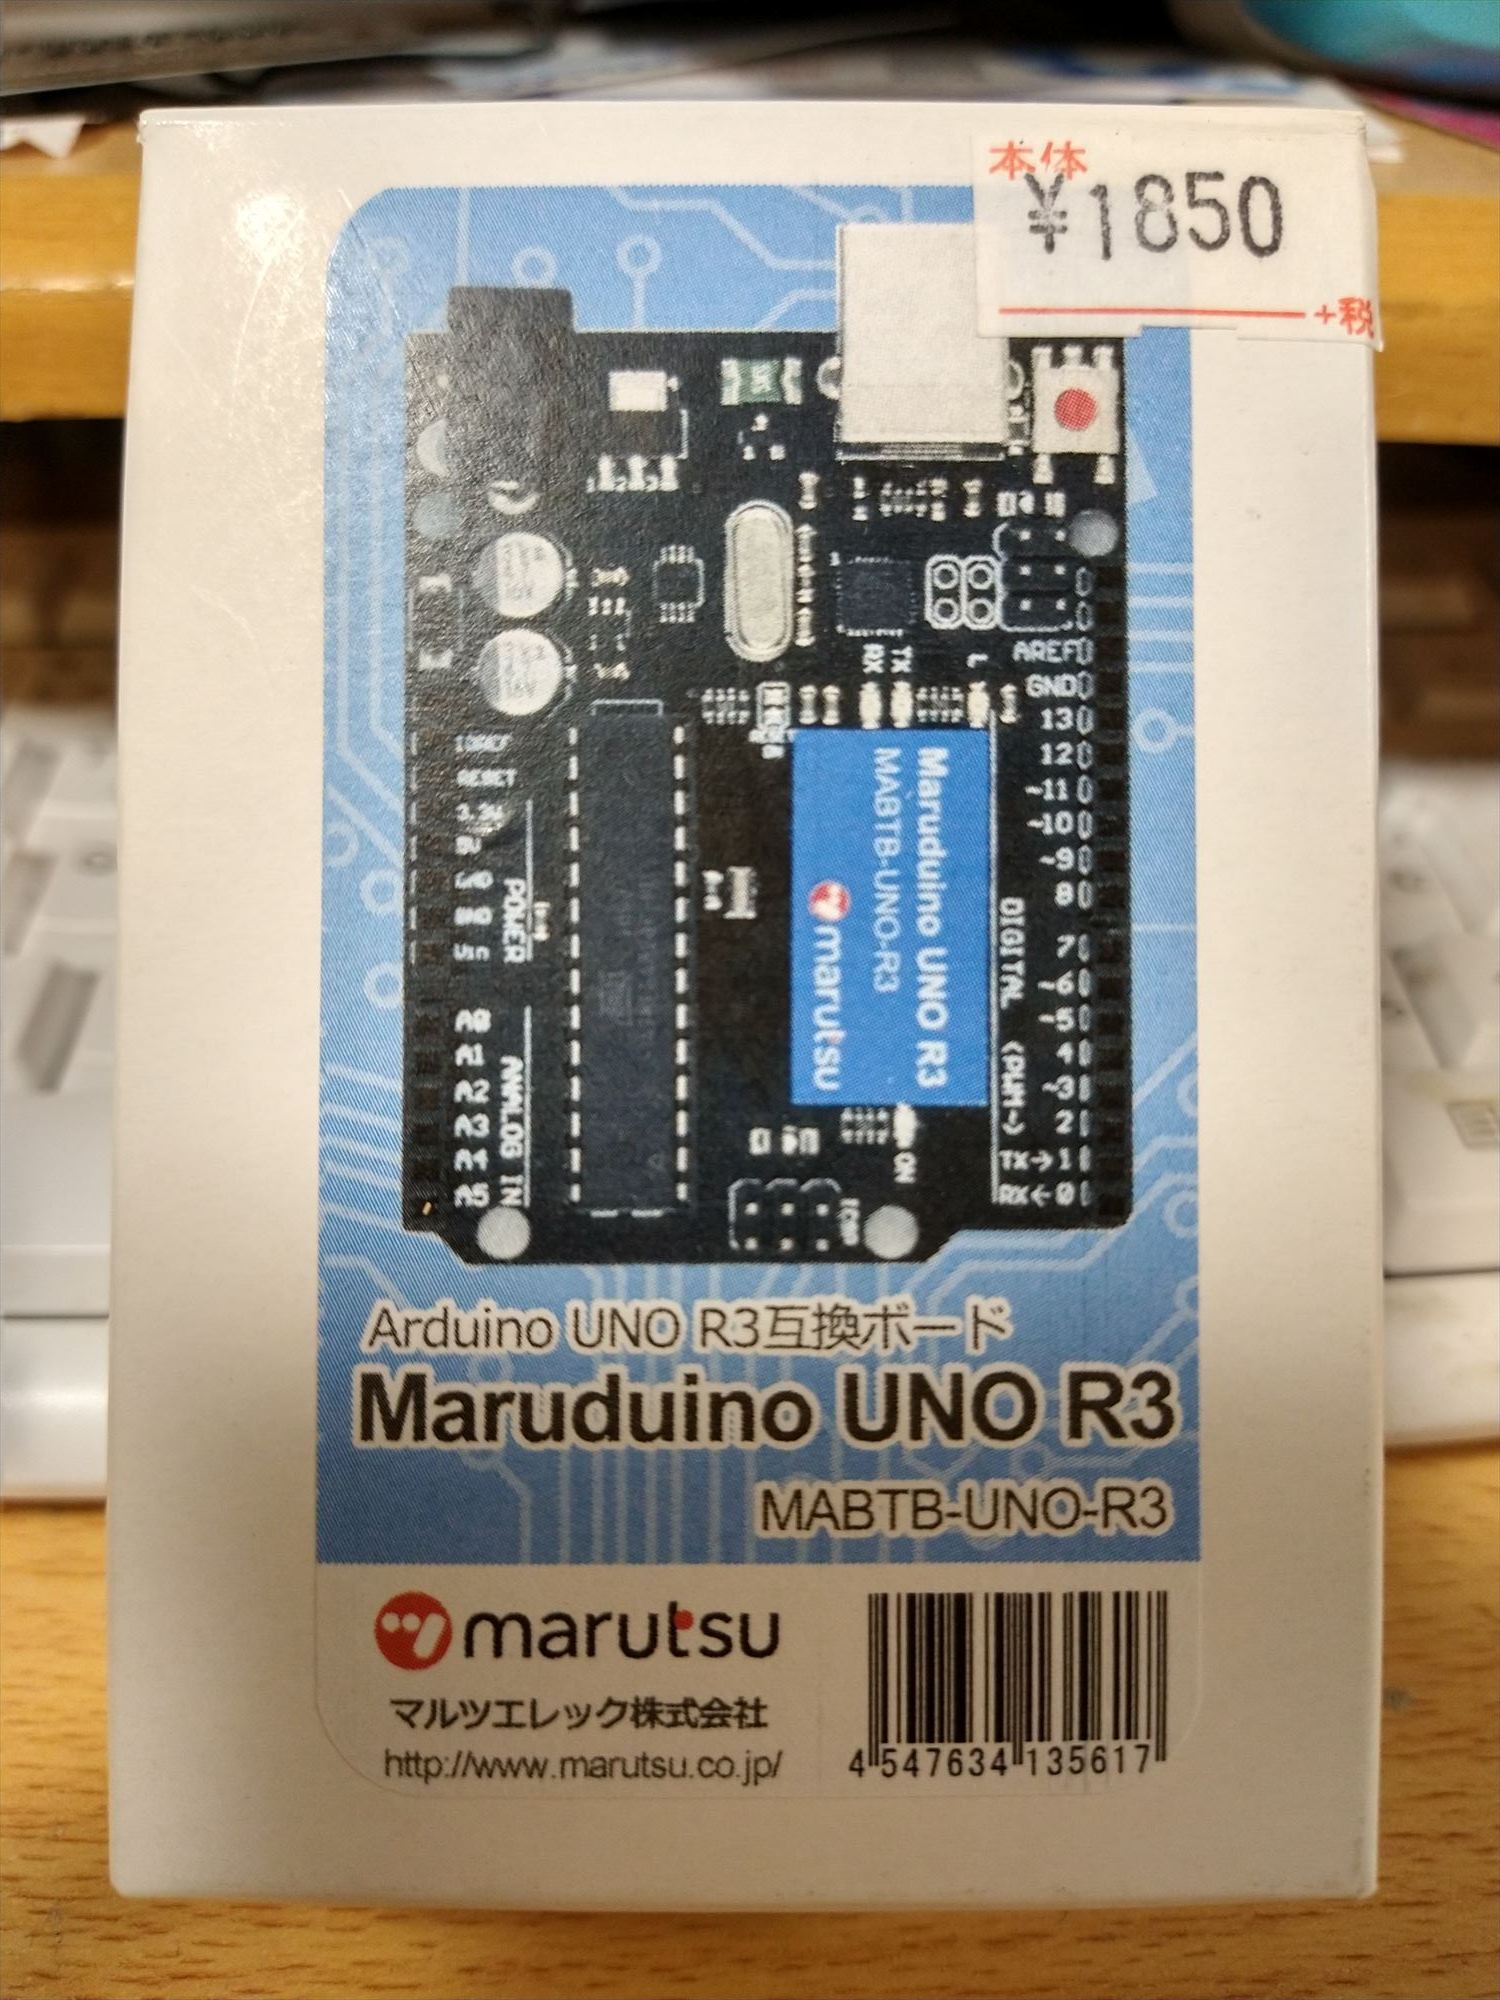 本体
¥1850
+税
RX
TX
L
AREF
GND
13
12
~11
~10
~9
8
7
~6
~5
4
~3
2
TX→1
RX←0
DIGITAL (PWM~)
IOREF
RESET
3.3V
5V
GND
GND
Vin
POWER
A0
A1
A2
A3
A4
A5
ANALOG IN
Maruduino UNO R3
MABTB-UNO-R3
marutsu
ON
ICSP
Arduino UNO R3互換ボード
Maruduino UNO R3
MABTB-UNO-R3
marutsu
マルツエレック株式会社
http://www.marutsu.co.jp/
4 547634 135617